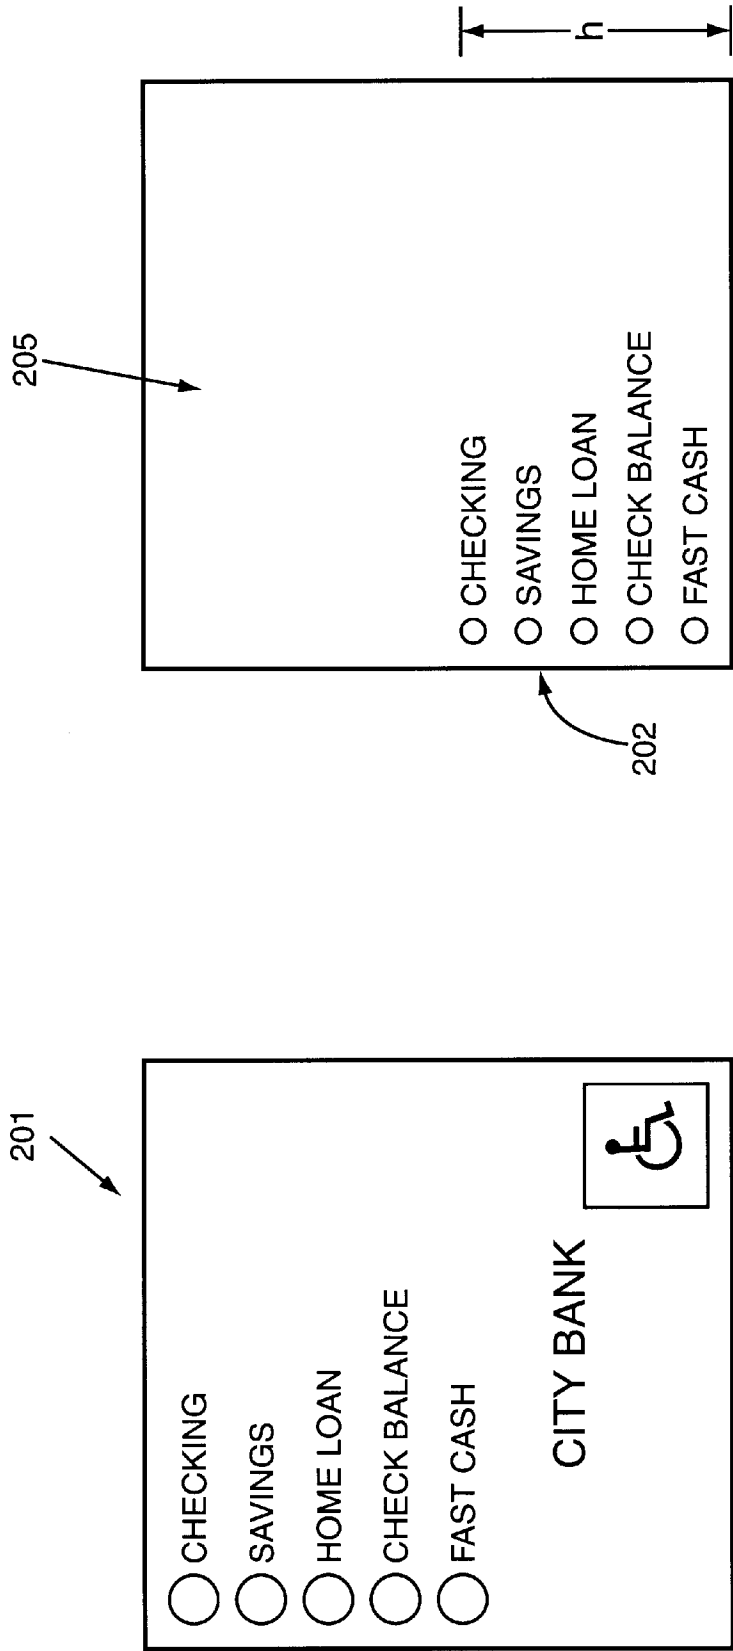 201
CHECKING
SAVINGS
HOME LOAN
CHECK BALANCE
FAST CASH
CITY BANK
205
CHECKING
SAVINGS
HOME LOAN
CHECK BALANCE
FAST CASH
202
h